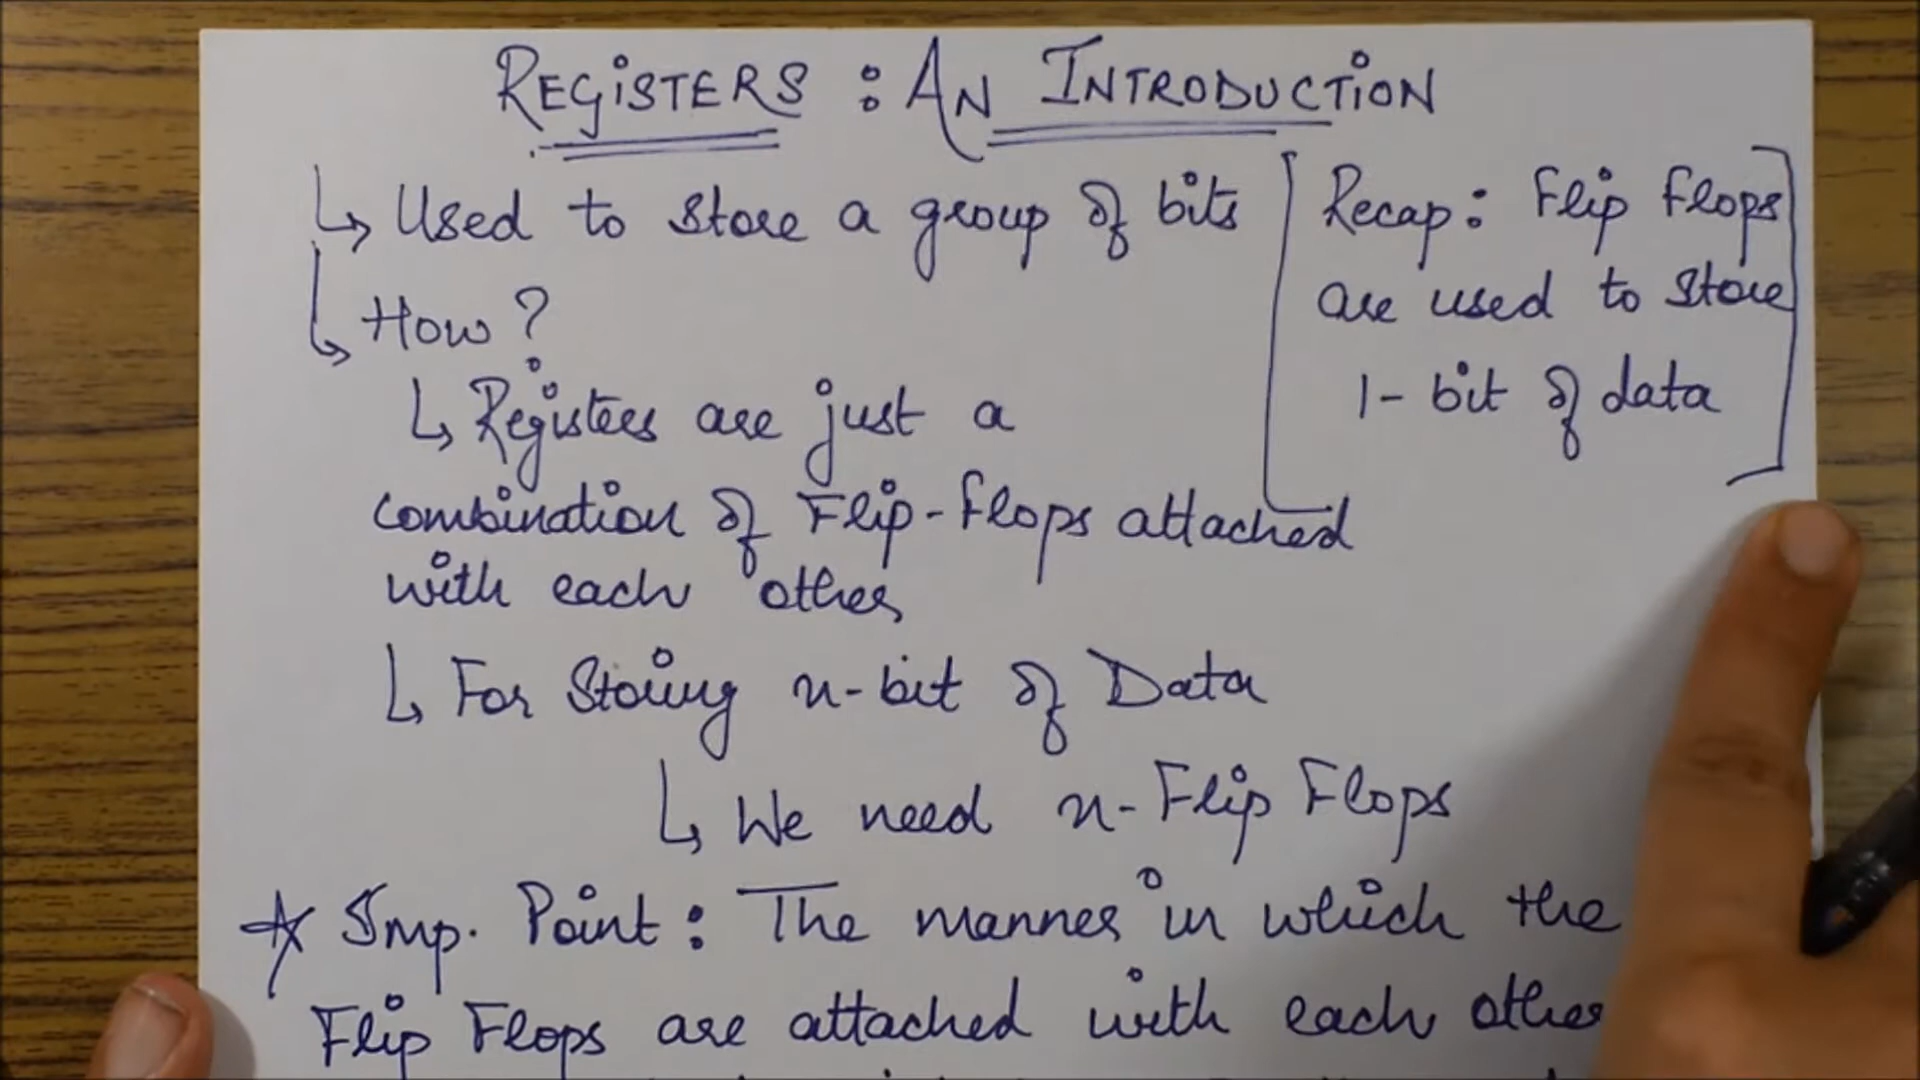 REGiSTERS : AN INTRODUCTiON
↳ Used to store a group of bits
[Recap: Flip Flops
are used to store
1-bit of data]
↳ How ?
↳ Registers are just a
combination of Flip-Flops attached
with each other
↳ For Storing n-bit of Data
↳ We need n-Flip Flops
☆ Imp. Point : The manner in which the
Flip Flops are attached with each other